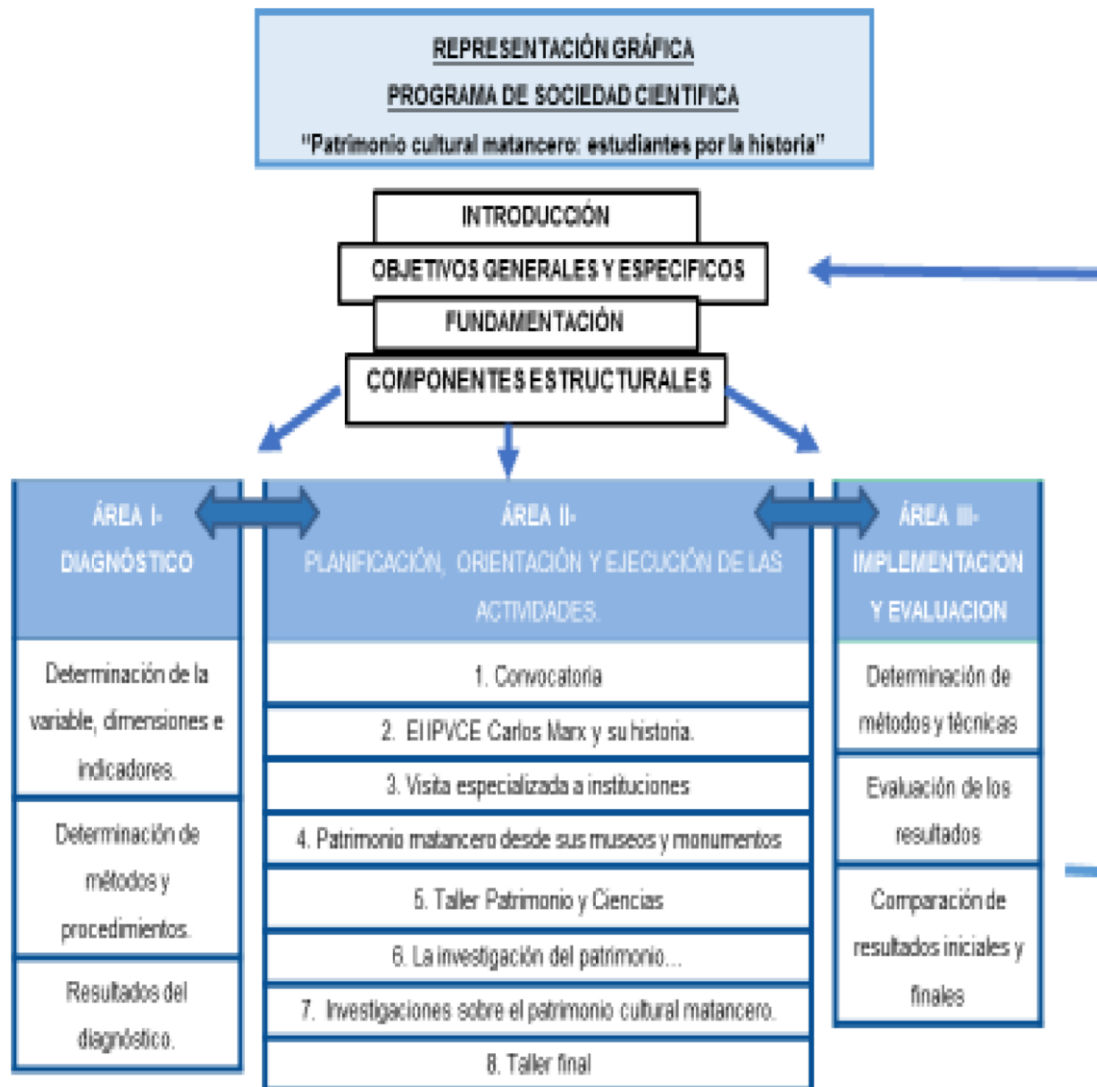 REPRESENTACIÓN GRÁFICA
PROGRAMA DE SOCIEDAD CIENTIFICA
"Patrimonio cultural matancero: estudiantes por la historia"
INTRODUCCIÓN
OBJETIVOS GENERALES Y ESPECIFICOS
FUNDAMENTACIÓN
COMPONENTES ESTRUCTURALES
ÁREA I-
DIAGNÓSTICO
Determinación de la
variable, dimensiones e
indicadores.
Determinación de
métodos y
procedimientos.
Resultados del
diagnóstico.
ÁREA II-
PLANIFICACIÓN, ORIENTACIÓN Y EJECUCIÓN DE LAS
ACTIVIDADES.
1. Convocatoria
2. El IPVCE Carlos Marx y su historia.
3. Visita especializada a instituciones
4. Patrimonio matancero desde sus museos y monumentos
5. Taller Patrimonio y Ciencias
6. La investigación del patrimonio...
7. Investigaciones sobre el patrimonio cultural matancero.
8. Taller final
ÁREA III-
IMPLEMENTACION
Y EVALUACION
Determinación de
métodos y técnicas
Evaluación de los
resultados
Comparación de
resultados iniciales y
finales